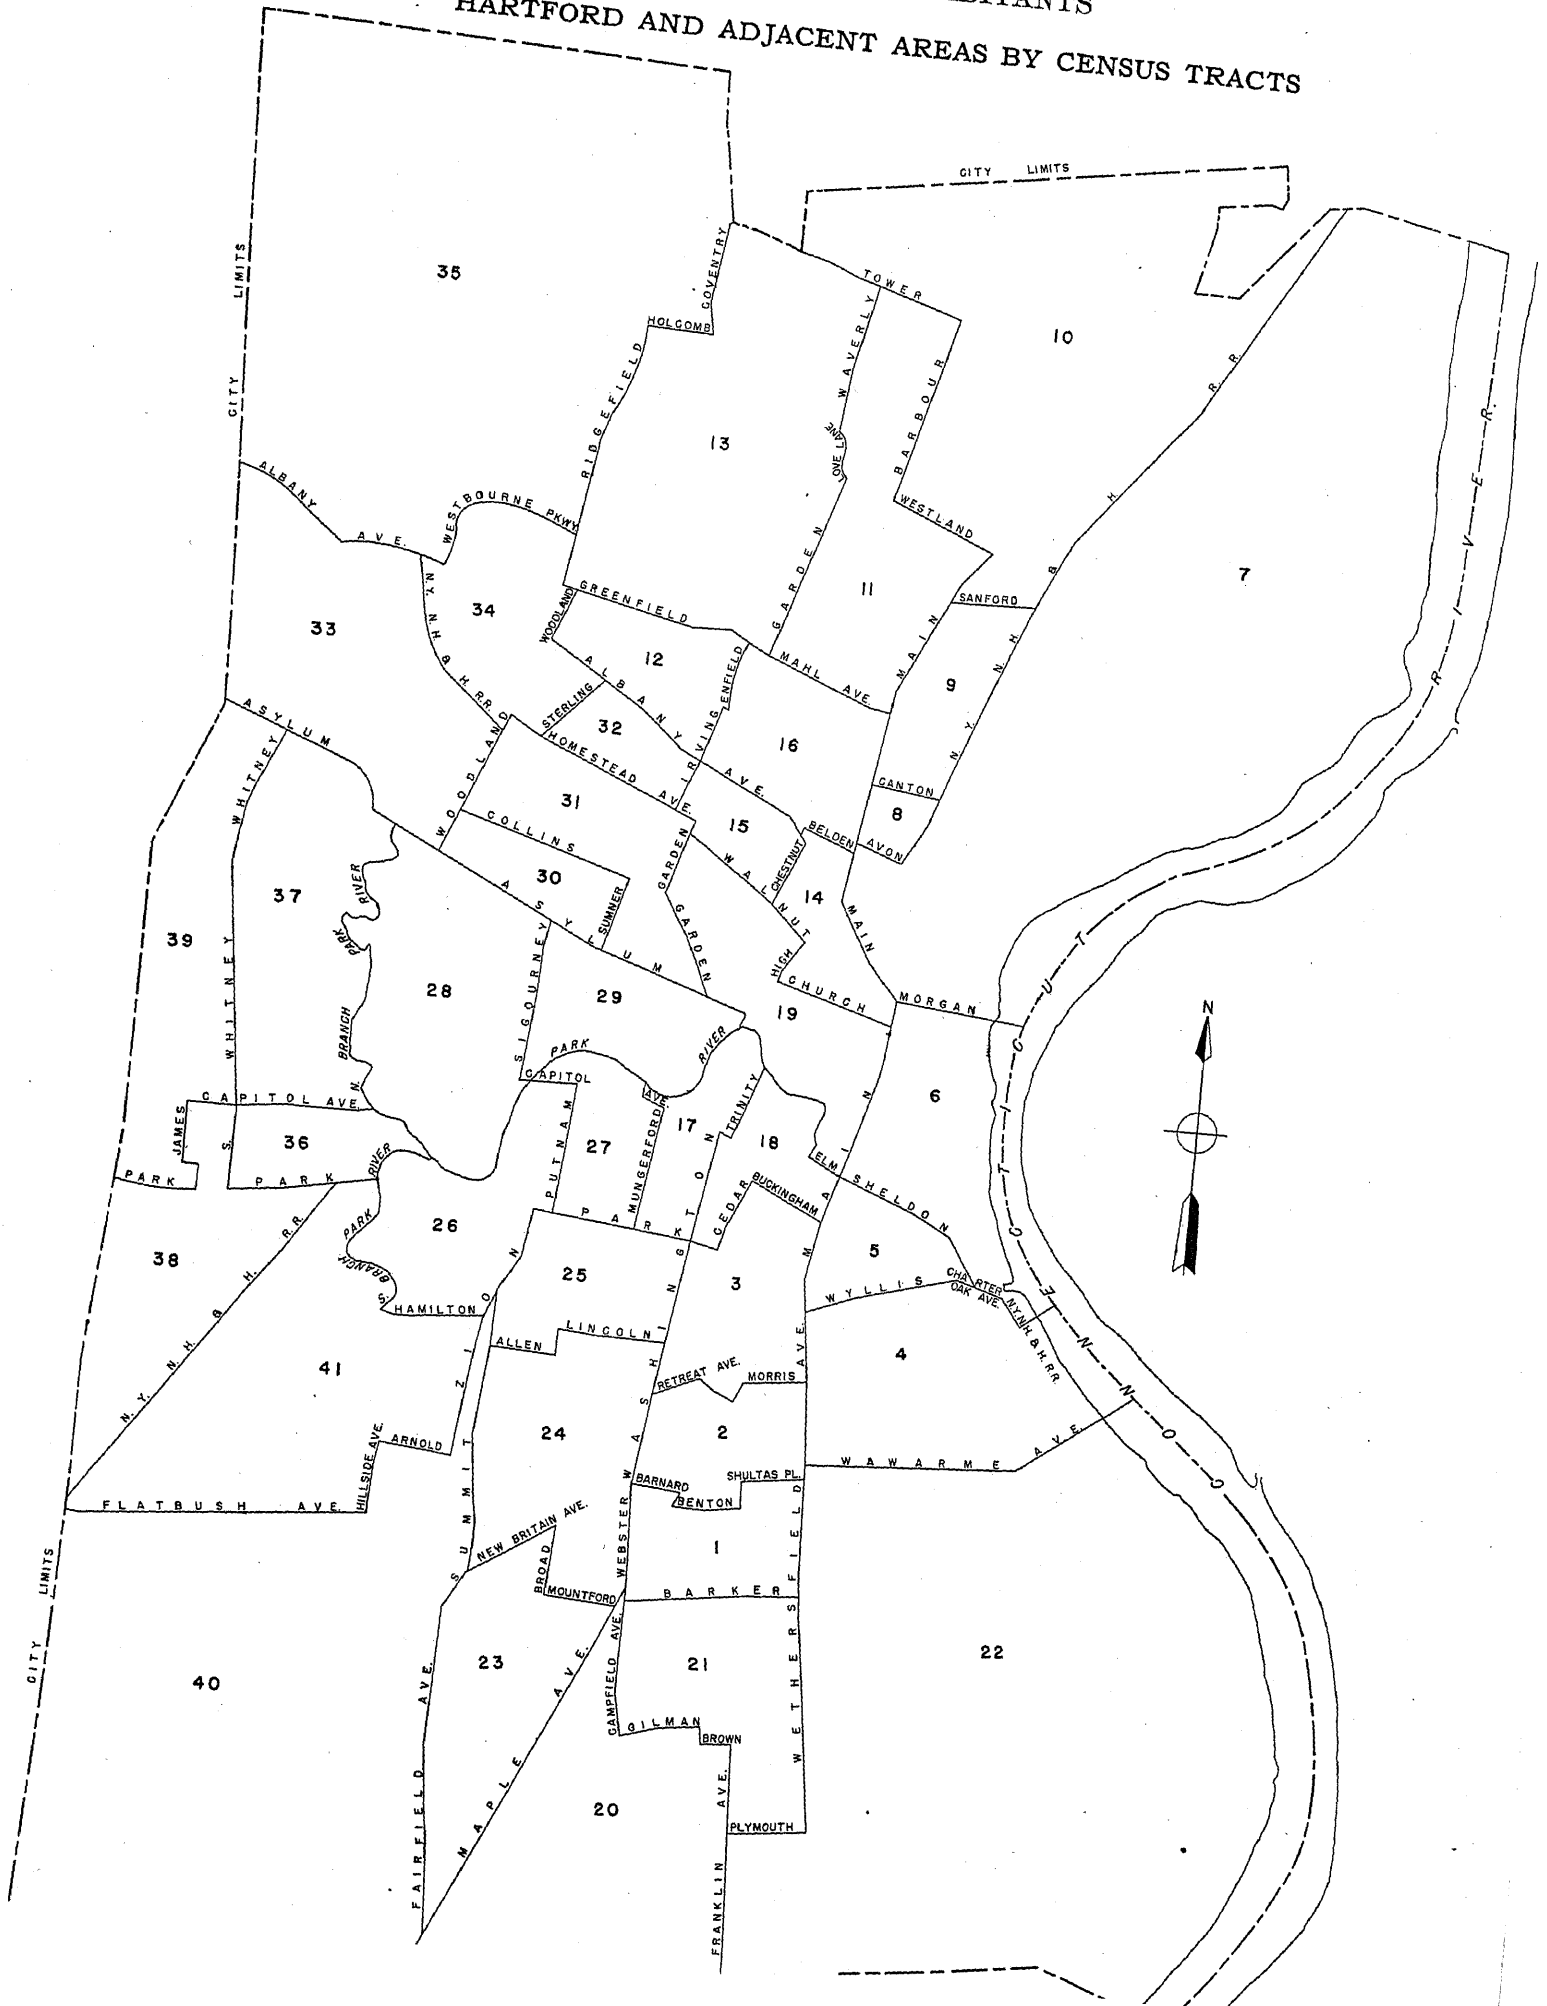 HARTFORD AND ADJACENT AREAS BY CENSUS TRACTS
CITY LIMITS
CITY LIMITS
35
COVENTRY
TOWER
HOLCOMB
WAVERLY
10
RIDGEFIELD
R. R.
BARBOUR
13
LOVE LANE
ALBANY AVE.
WESTBOURNE PKWY
WESTLAND
H
&
GARDEN
7
N.Y. N.H. & H. R.R.
34
WOODLAND
GREENFIELD
11
SANFORD
33
12
MAHL AVE.
MAIN
9
N. Y. N. H.
ENFIELD
ALBANY AVE.
STERLING
32
IRVING
16
ASYLUM
WHITNEY
WOODLAND
HOMESTEAD AVE.
CANTON
31
15
8
COLLINS
BELDEN
AVON
GARDEN
WALNUT
CHESTNUT
30
SUMNER
37
PARK RIVER
ASYLUM
14
MAIN
39
WHITNEY
SIGOURNEY
GARDEN
HIGH
28
29
CHURCH
MORGAN
19
N
N. BRANCH
PARK RIVER
CONNECTICUT RIVER
CAPITOL AVE.
CAPITOL AVE.
6
TRINITY
JAMES
S.
36
PUTNAM
27
MUNGERFORD
17
18
ELM
PARK
PARK
RIVER
CEDAR
BUCKINGHAM
SHELDON
MAIN
26
PARK
N. Y. N. H. & H. R.R.
38
S. BRANCH PARK
25
3
5
WYLLIS
CHARTER OAK AVE.
N.Y.N.H. & H. R.R.
HAMILTON
ALLEN
LINCOLN
WASHINGTON
41
RETREAT AVE.
MORRIS
AVE.
4
ZION
24
2
HILLSIDE AVE.
ARNOLD
WAWARME AVE.
BARNARD
SHULTAS PL.
BENTON
FLATBUSH AVE.
SUMMIT
NEW BRITAIN AVE.
WEBSTER
1
BROAD
MOUNTFORD
BARKER
CITY LIMITS
WETHERSFIELD
40
23
CAMPFIELD AVE.
21
22
FAIRFIELD AVE.
MAPLE AVE.
GILMAN
BROWN
20
FRANKLIN AVE.
PLYMOUTH